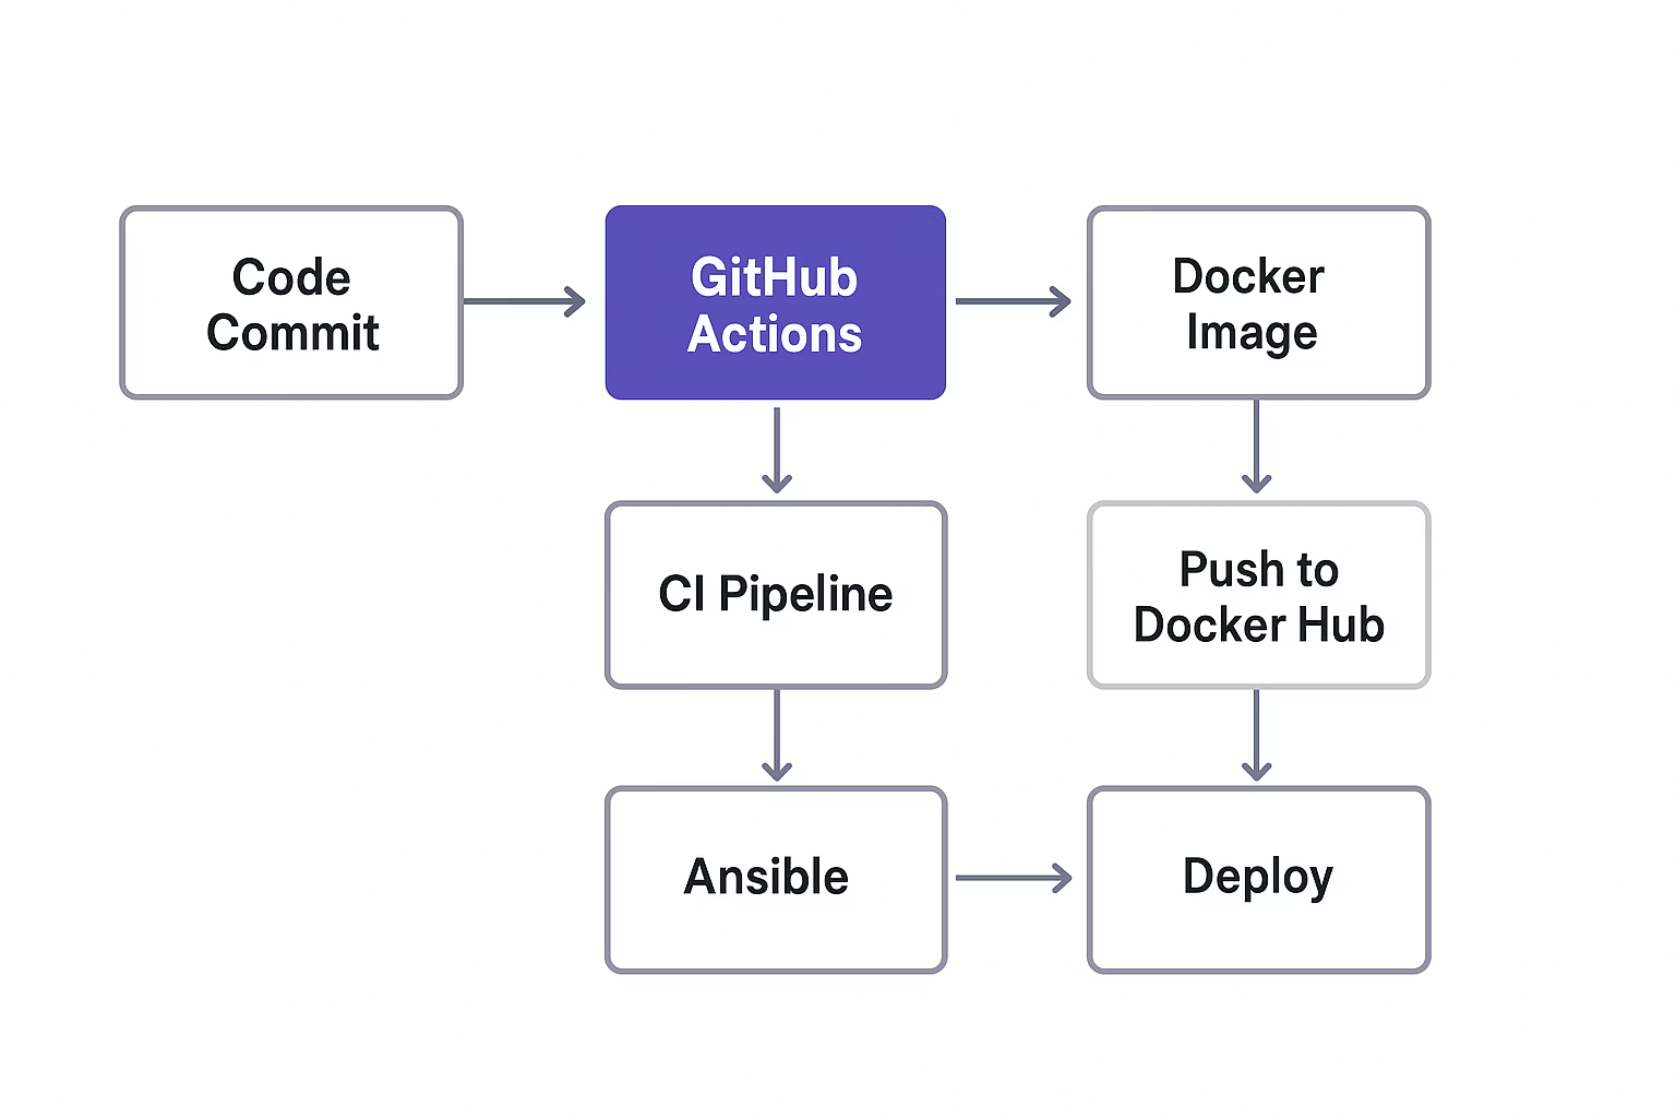 Code
Commit
GitHub
Actions
Docker
Image
CI Pipeline
Push to
Docker Hub
Ansible
Deploy